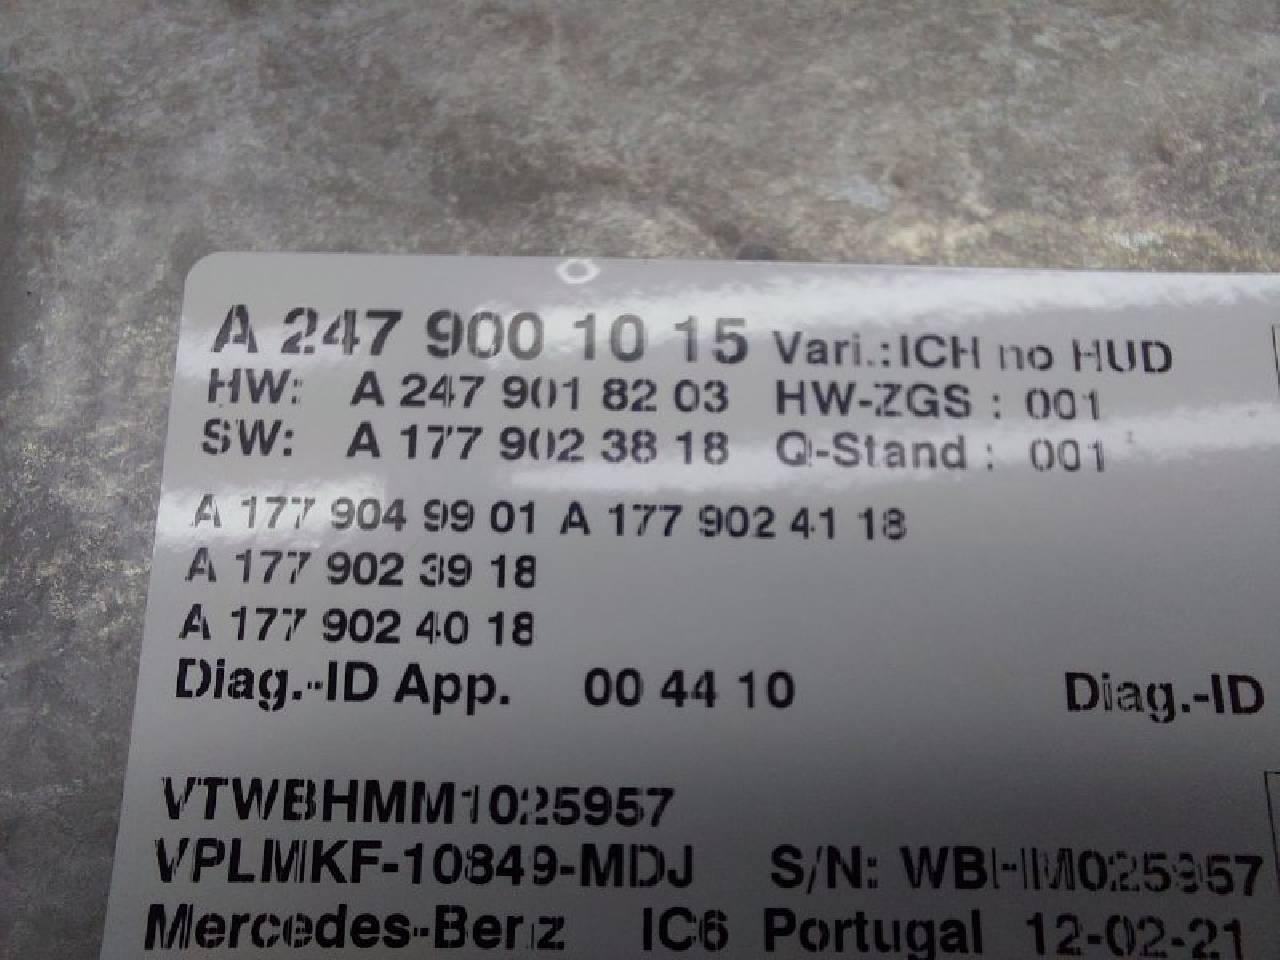 A 247 900 10 15 Vari.:ICH no HUD
HW: A 247 901 82 03 HW-ZGS : 001
SW: A 177 902 38 18 Q-Stand : 001
A 177 904 99 01 A 177 902 41 18
A 177 902 39 18
A 177 902 40 18
Diag.-ID App. 00 44 10 Diag.-ID
VTWBHMM1025957
VPLMKF-10849-MDJ S/N:
Mercedes-Benz IC6 Portugal 12-02-21